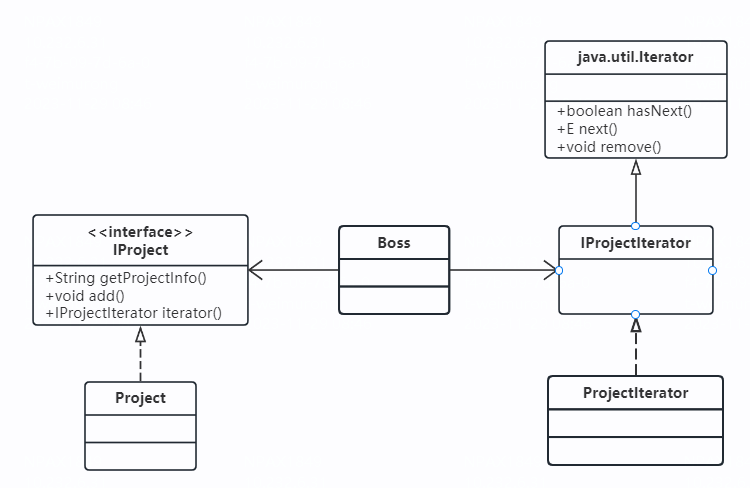 java.util.Iterator
+boolean hasNext()
+E next()
+void remove()
<<interface>>
IProject
+String getProjectInfo()
+void add()
+IProjectIterator iterator()
Boss
IProjectIterator
Project
ProjectIterator